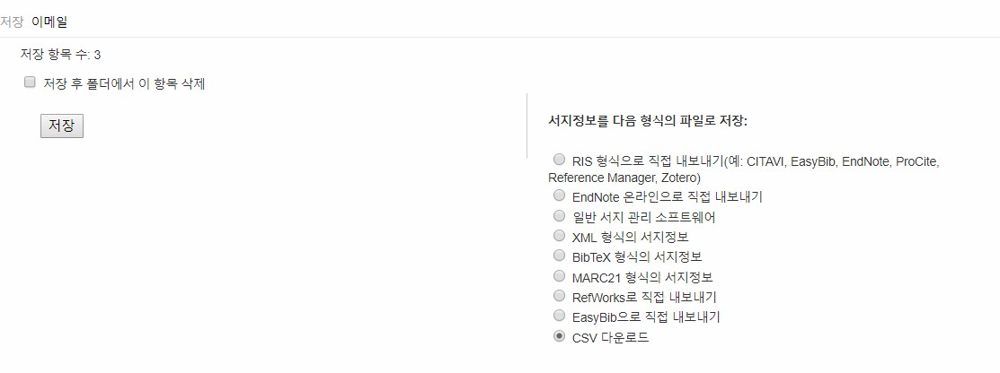 저장 이메일
저장 항목 수: 3
저장 후 폴더에서 이 항목 삭제
저장
서지정보를 다음 형식의 파일로 저장:
RIS 형식으로 직접 내보내기(예: CITAVI, EasyBib, EndNote, ProCite,
Reference Manager, Zotero)
EndNote 온라인으로 직접 내보내기
일반 서지 관리 소프트웨어
XML 형식의 서지정보
BibTeX 형식의 서지정보
MARC21 형식의 서지정보
RefWorks로 직접 내보내기
EasyBib으로 직접 내보내기
CSV 다운로드